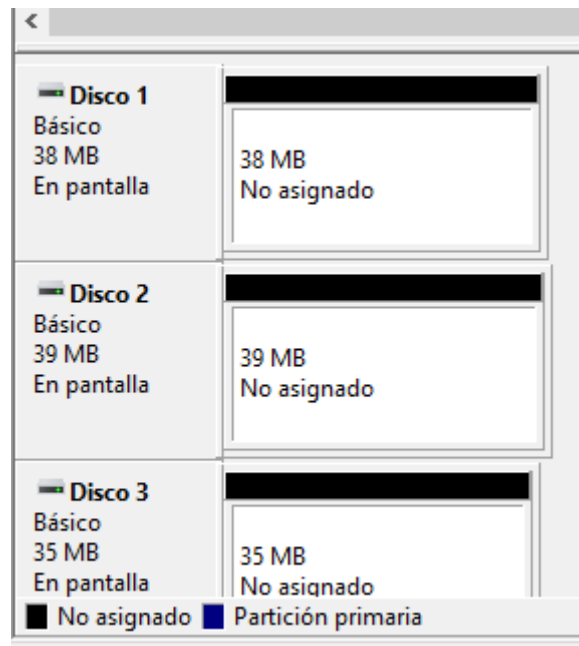 Disco 1
Básico
38 MB
En pantalla
38 MB
No asignado
Disco 2
Básico
39 MB
En pantalla
39 MB
No asignado
Disco 3
Básico
35 MB
En pantalla
35 MB
No asignado
No asignado Partición primaria